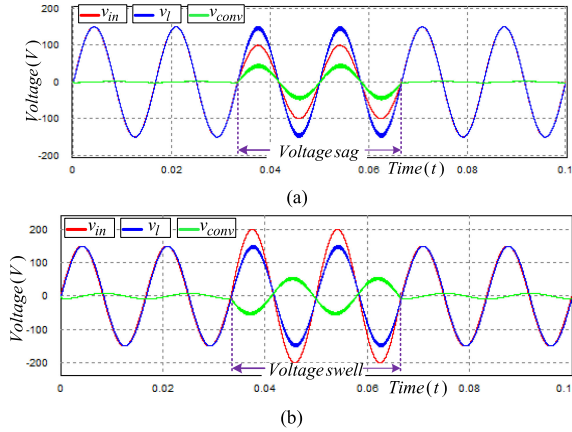 v_in v_l v_conv
Voltage(V)
200
100
0
-100
-200
Voltage sag
Time(t)
0 0.02 0.04 0.06 0.08 0.1
(a)
v_in v_l v_conv
Voltage(V)
200
100
0
-100
-200
Voltage swell
Time(t)
0 0.02 0.04 0.06 0.08 0.1
(b)